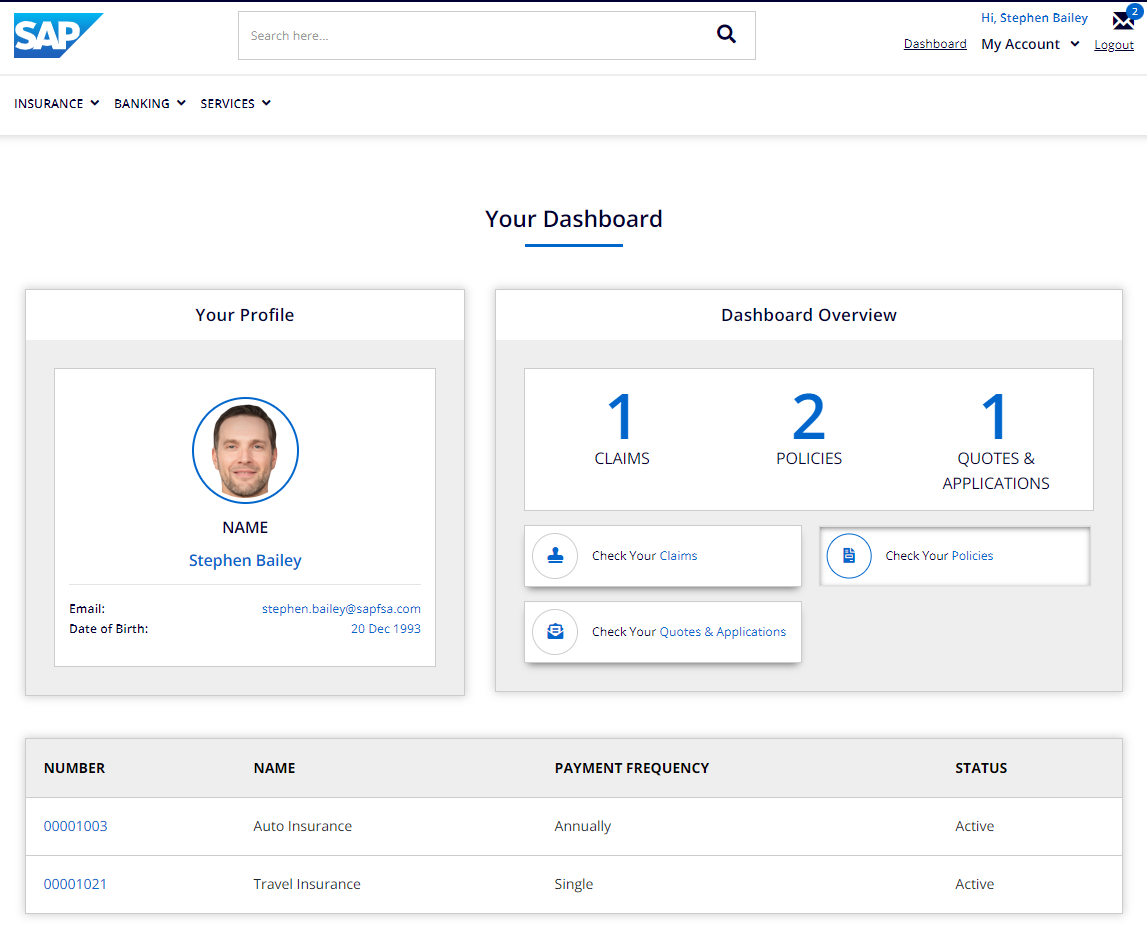 SAP
Search here...
Hi, Stephen Bailey
2
Dashboard My Account Logout
INSURANCE BANKING SERVICES
Your Dashboard
Your Profile
NAME
Stephen Bailey
Email: stephen.bailey@sapfsa.com
Date of Birth: 20 Dec 1993
Dashboard Overview
1 2 1
CLAIMS POLICIES QUOTES &
APPLICATIONS
Check Your Claims Check Your Policies
Check Your Quotes & Applications
NUMBER NAME PAYMENT FREQUENCY STATUS
00001003 Auto Insurance Annually Active
00001021 Travel Insurance Single Active